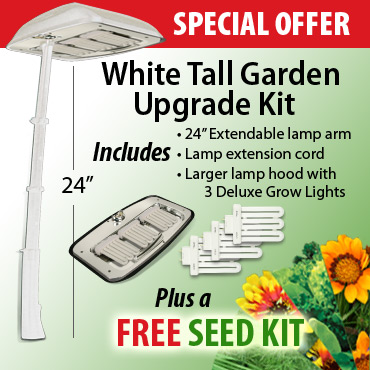 SPECIAL OFFER
White Tall Garden
Upgrade Kit
Includes
• 24” Extendable lamp arm
• Lamp extension cord
• Larger lamp hood with
3 Deluxe Grow Lights
24”
Plus a
FREE SEED KIT